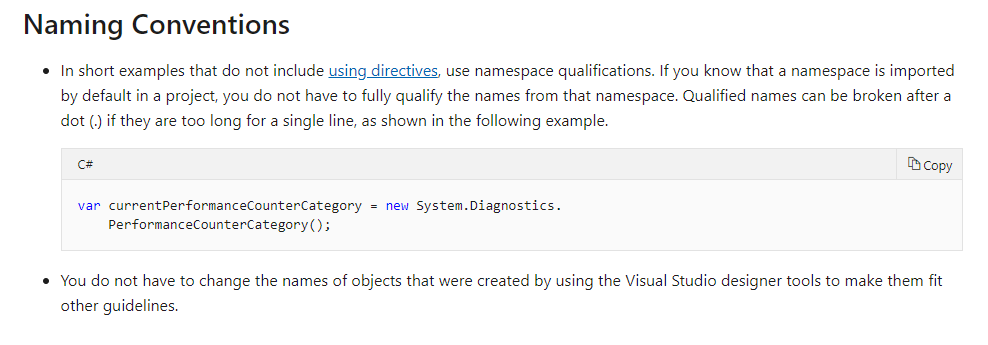 Naming Conventions
• In short examples that do not include using directives, use namespace qualifications. If you know that a namespace is imported
by default in a project, you do not have to fully qualify the names from that namespace. Qualified names can be broken after a
dot (.) if they are too long for a single line, as shown in the following example.
C#
Copy
var currentPerformanceCounterCategory = new System.Diagnostics.
    PerformanceCounterCategory();
• You do not have to change the names of objects that were created by using the Visual Studio designer tools to make them fit
other guidelines.